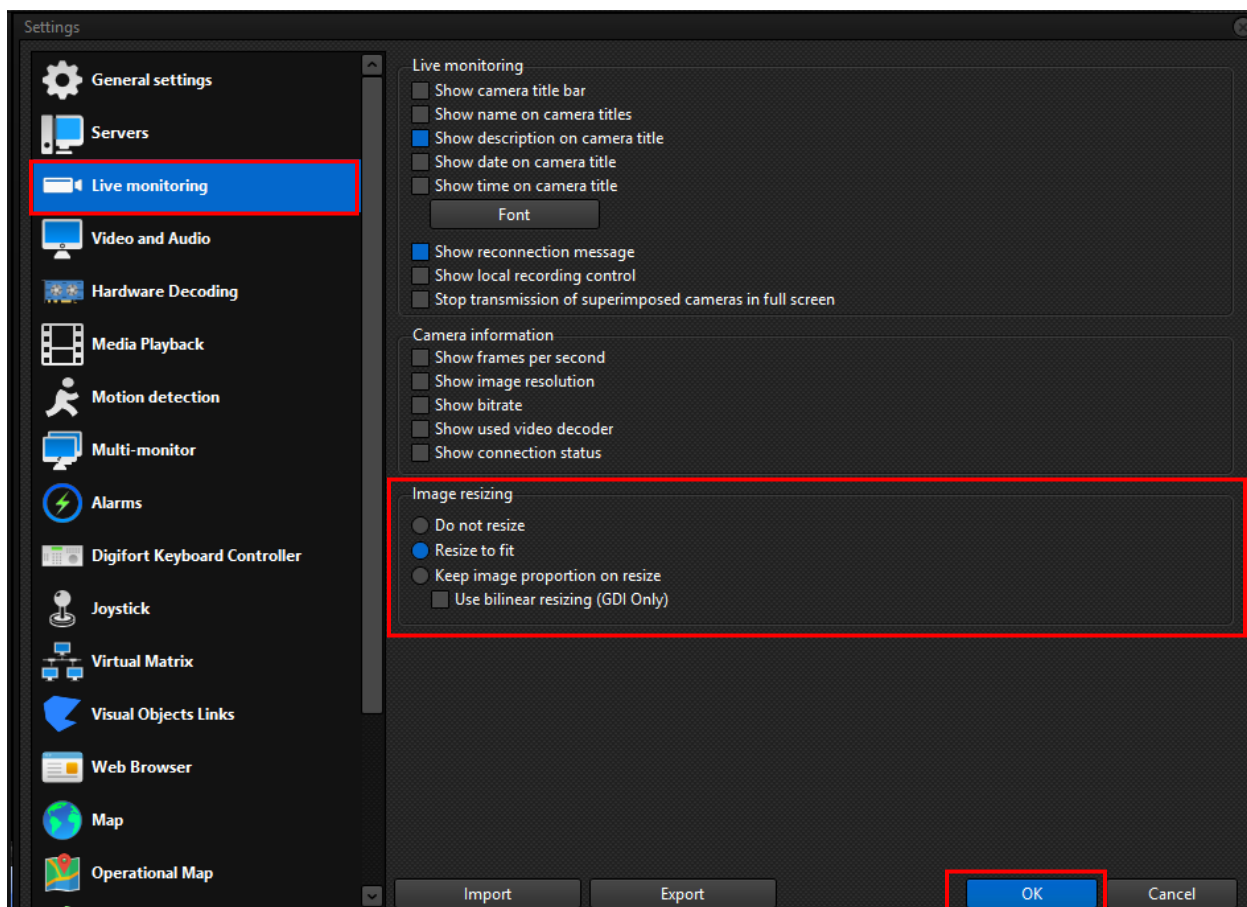 Settings
General settings
Servers
Live monitoring
Video and Audio
Hardware Decoding
Media Playback
Motion detection
Multi-monitor
Alarms
Digifort Keyboard Controller
Joystick
Virtual Matrix
Visual Objects Links
Web Browser
Map
Operational Map
Live monitoring
Show camera title bar
Show name on camera titles
Show description on camera title
Show date on camera title
Show time on camera title
Font
Show reconnection message
Show local recording control
Stop transmission of superimposed cameras in full screen
Camera information
Show frames per second
Show image resolution
Show bitrate
Show used video decoder
Show connection status
Image resizing
Do not resize
Resize to fit
Keep image proportion on resize
Use bilinear resizing (GDI Only)
Import Export OK Cancel